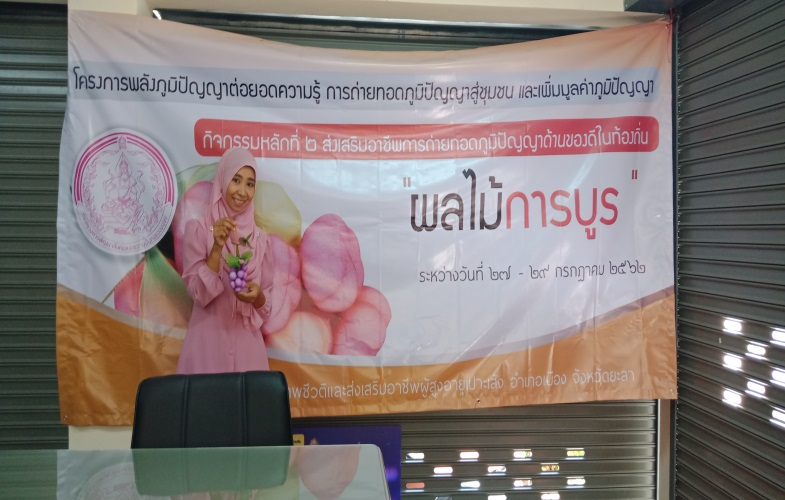 โครงการพลังภูมิปัญญาต่อยอดความรู้ การถ่ายทอดภูมิปัญญาสู่ชุมชน และเพิ่มมูลค่าภูมิปัญญา
กิจกรรมหลักที่ ๒ ส่งเสริมอาชีพการถ่ายทอดภูมิปัญญาด้านของดีในท้องถิ่น
"ผลไม้การบูร"
ระหว่างวันที่ ๒๗ - ๒๙ กรกฎาคม ๒๕๖๒
ชีวิตและส่งเสริมอาชีพผู้สูงอายุเปาะเส้ง อำเภอเมือง จังหวัดยะลา